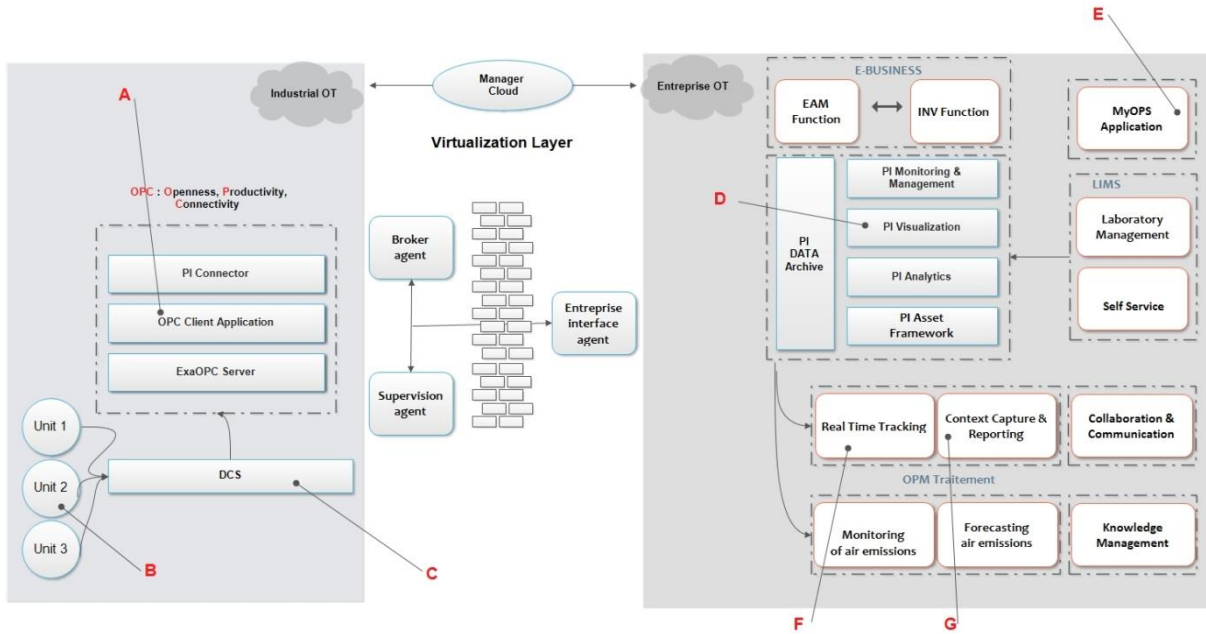 A
Industrial OT
OPC : Openness, Productivity,
Connectivity
PI Connector
OPC Client Application
ExaOPC Server
Unit 1
Unit 2
Unit 3
DCS
B
C
Manager
Cloud
Virtualization Layer
Broker
agent
Supervision
agent
Entreprise
interface
agent
Entreprise OT
E-BUSINESS
EAM
Function
INV Function
E
MyOPS
Application
D
PI
DATA
Archive
PI Monitoring &
Management
PI Visualization
PI Analytics
PI Asset
Framework
LIMS
Laboratory
Management
Self Service
Real Time Tracking
Context Capture &
Reporting
Collaboration &
Communication
OPM Traitement
Monitoring
of air emissions
Forecasting
air emissions
Knowledge
Management
F
G